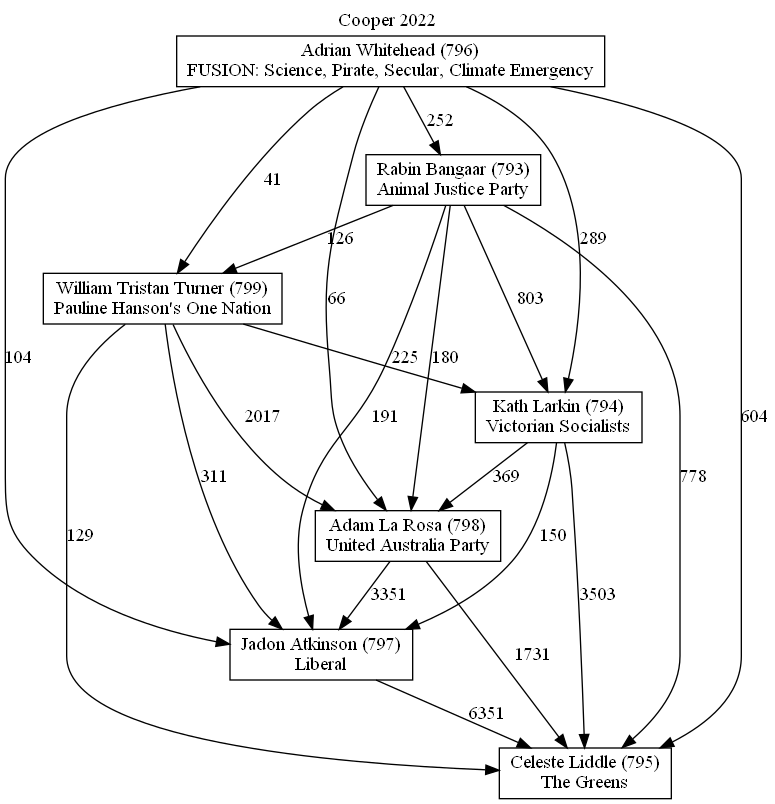 Cooper 2022
Adrian Whitehead (796)
FUSION: Science, Pirate, Secular, Climate Emergency
252
Rabin Bangaar (793)
Animal Justice Party
41
126
289
William Tristan Turner (799)
Pauline Hanson's One Nation
66
803
104
225
180
Kath Larkin (794)
Victorian Socialists
604
2017
191
311
369
778
Adam La Rosa (798)
United Australia Party
129
150
3351
3503
Jadon Atkinson (797)
Liberal
1731
6351
Celeste Liddle (795)
The Greens